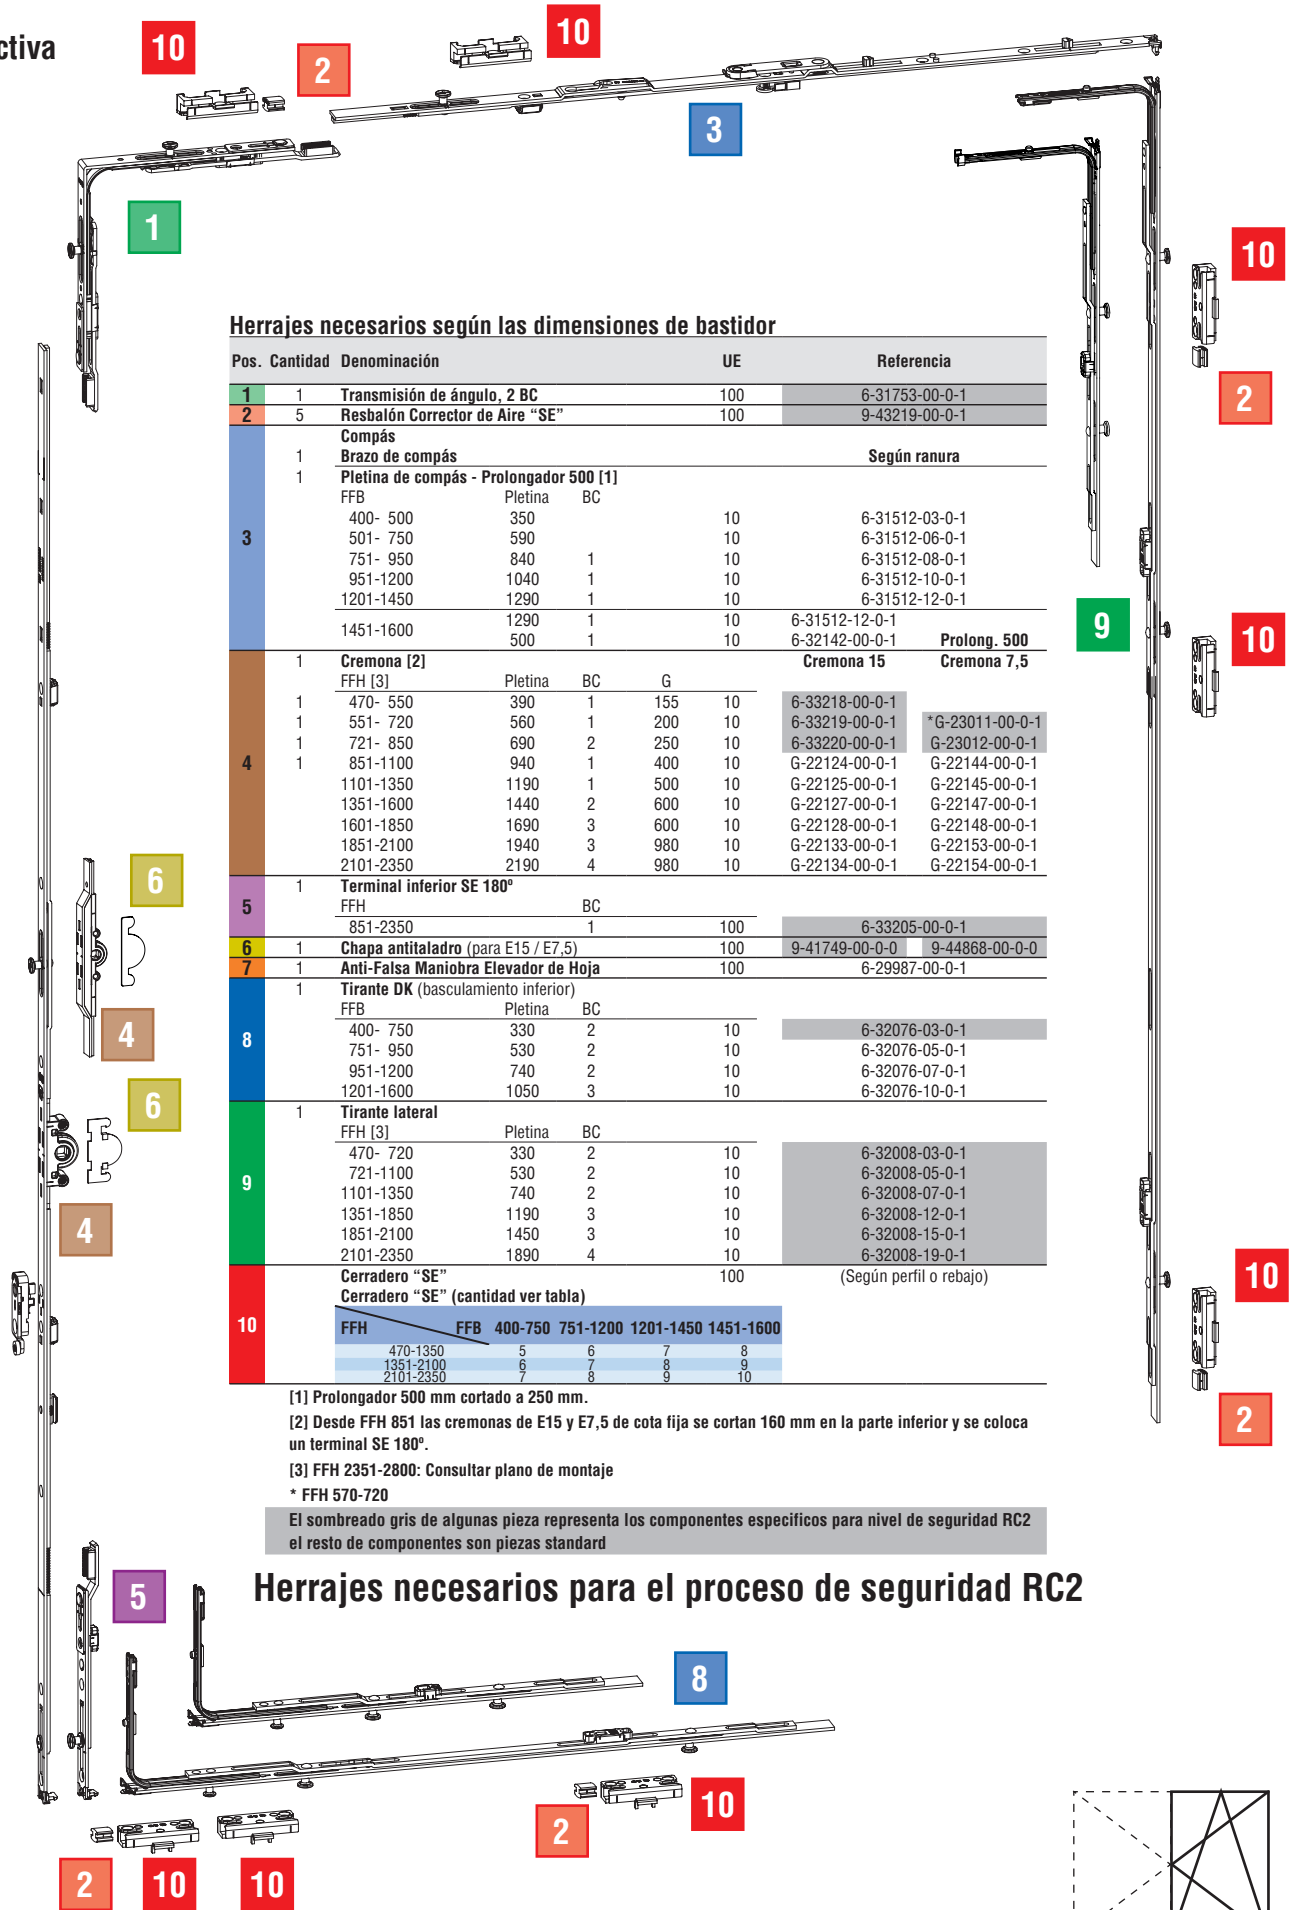 ctiva
10
10
2
3
1
10
2
Herrajes necesarios según las dimensiones de bastidor
Pos. Cantidad Denominación UE Referencia
1 1 Transmisión de ángulo, 2 BC 100 6-31753-00-0-1
2 5 Resbalón Corrector de Aire “SE” 100 9-43219-00-0-1
Compás
1 Brazo de compás Según ranura
1 Pletina de compás - Prolongador 500 [1]
FFB Pletina BC
400- 500 350 10 6-31512-03-0-1
3 501- 750 590 10 6-31512-06-0-1
751- 950 840 1 10 6-31512-08-0-1
951-1200 1040 1 10 6-31512-10-0-1
1201-1450 1290 1 10 6-31512-12-0-1
1451-1600 1290 1 10 6-31512-12-0-1
500 1 10 6-32142-00-0-1 Prolong. 500
9
10
1 Cremona [2] Cremona 15 Cremona 7,5
FFH [3] Pletina BC G
1 470- 550 390 1 155 10 6-33218-00-0-1
1 551- 720 560 1 200 10 6-33219-00-0-1 *G-23011-00-0-1
1 721- 850 690 2 250 10 6-33220-00-0-1 G-23012-00-0-1
4 1 851-1100 940 1 400 10 G-22124-00-0-1 G-22144-00-0-1
1101-1350 1190 1 500 10 G-22125-00-0-1 G-22145-00-0-1
1351-1600 1440 2 600 10 G-22127-00-0-1 G-22147-00-0-1
1601-1850 1690 3 600 10 G-22128-00-0-1 G-22148-00-0-1
1851-2100 1940 3 980 10 G-22133-00-0-1 G-22153-00-0-1
2101-2350 2190 4 980 10 G-22134-00-0-1 G-22154-00-0-1
6
1 Terminal inferior SE 180º
5 FFH BC
851-2350 1 100 6-33205-00-0-1
6 1 Chapa antitaladro (para E15 / E7,5) 100 9-41749-00-0-0 9-44868-00-0-0
7 1 Anti-Falsa Maniobra Elevador de Hoja 100 6-29987-00-0-1
1 Tirante DK (basculamiento inferior)
FFB Pletina BC
8 400- 750 330 2 10 6-32076-03-0-1
751- 950 530 2 10 6-32076-05-0-1
951-1200 740 2 10 6-32076-07-0-1
1201-1600 1050 3 10 6-32076-10-0-1
4
6
1 Tirante lateral
FFH [3] Pletina BC
470- 720 330 2 10 6-32008-03-0-1
721-1100 530 2 10 6-32008-05-0-1
9 1101-1350 740 2 10 6-32008-07-0-1
1351-1850 1190 3 10 6-32008-12-0-1
1851-2100 1450 3 10 6-32008-15-0-1
2101-2350 1890 4 10 6-32008-19-0-1
4
Cerradero “SE” 100 (Según perfil o rebajo)
Cerradero “SE” (cantidad ver tabla)
10 FFH FFB 400-750 751-1200 1201-1450 1451-1600
470-1350 5 6 7 8
1351-2100 6 7 8 9
2101-2350 7 8 9 10
10
2
[1] Prolongador 500 mm cortado a 250 mm.
[2] Desde FFH 851 las cremonas de E15 y E7,5 de cota fija se cortan 160 mm en la parte inferior y se coloca
un terminal SE 180º.
[3] FFH 2351-2800: Consultar plano de montaje
* FFH 570-720
El sombreado gris de algunas pieza representa los componentes especificos para nivel de seguridad RC2
el resto de componentes son piezas standard
5
Herrajes necesarios para el proceso de seguridad RC2
8
10
2
2
10
10